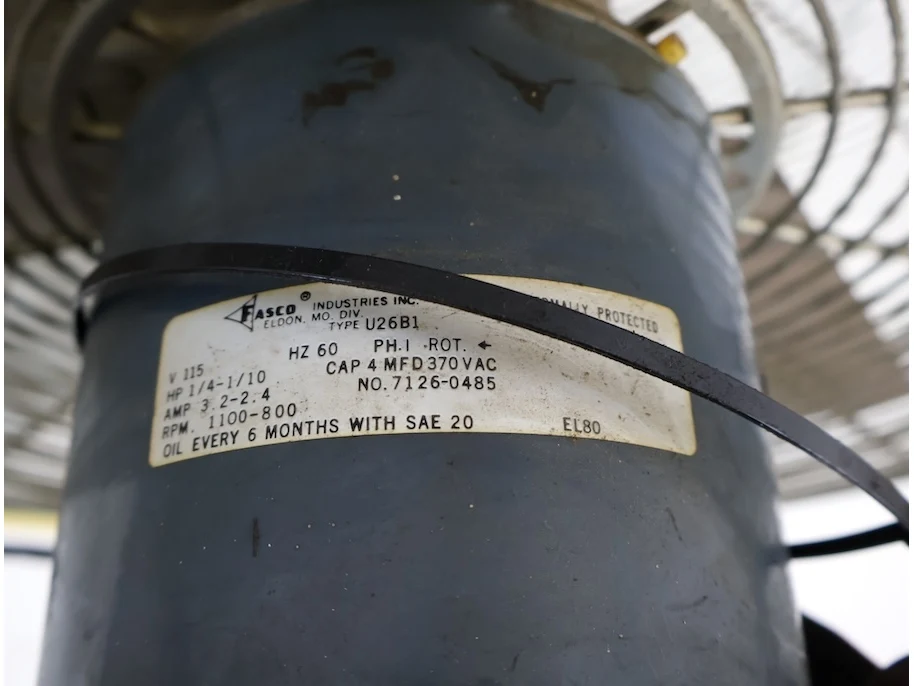 FASCO® INDUSTRIES INC.
ELDON, MO. DIV.
PROTECTED
TYPE U26B1
V 115 HZ 60 PH.1 ROT. ←
HP 1/4-1/10 CAP 4 MFD 370 VAC
AMP 3.2-2.4 NO. 7126-0485
RPM. 1100-800
OIL EVERY 6 MONTHS WITH SAE 20 EL80